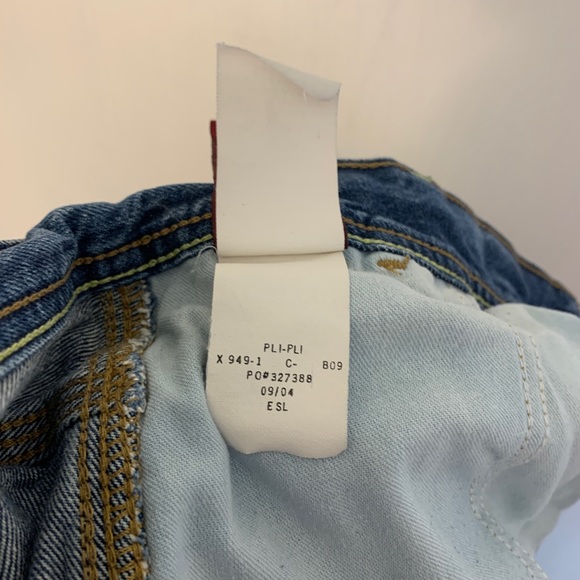 PLI-PLI
X 949-1 C- B09
PO#327388
09/04
ESL